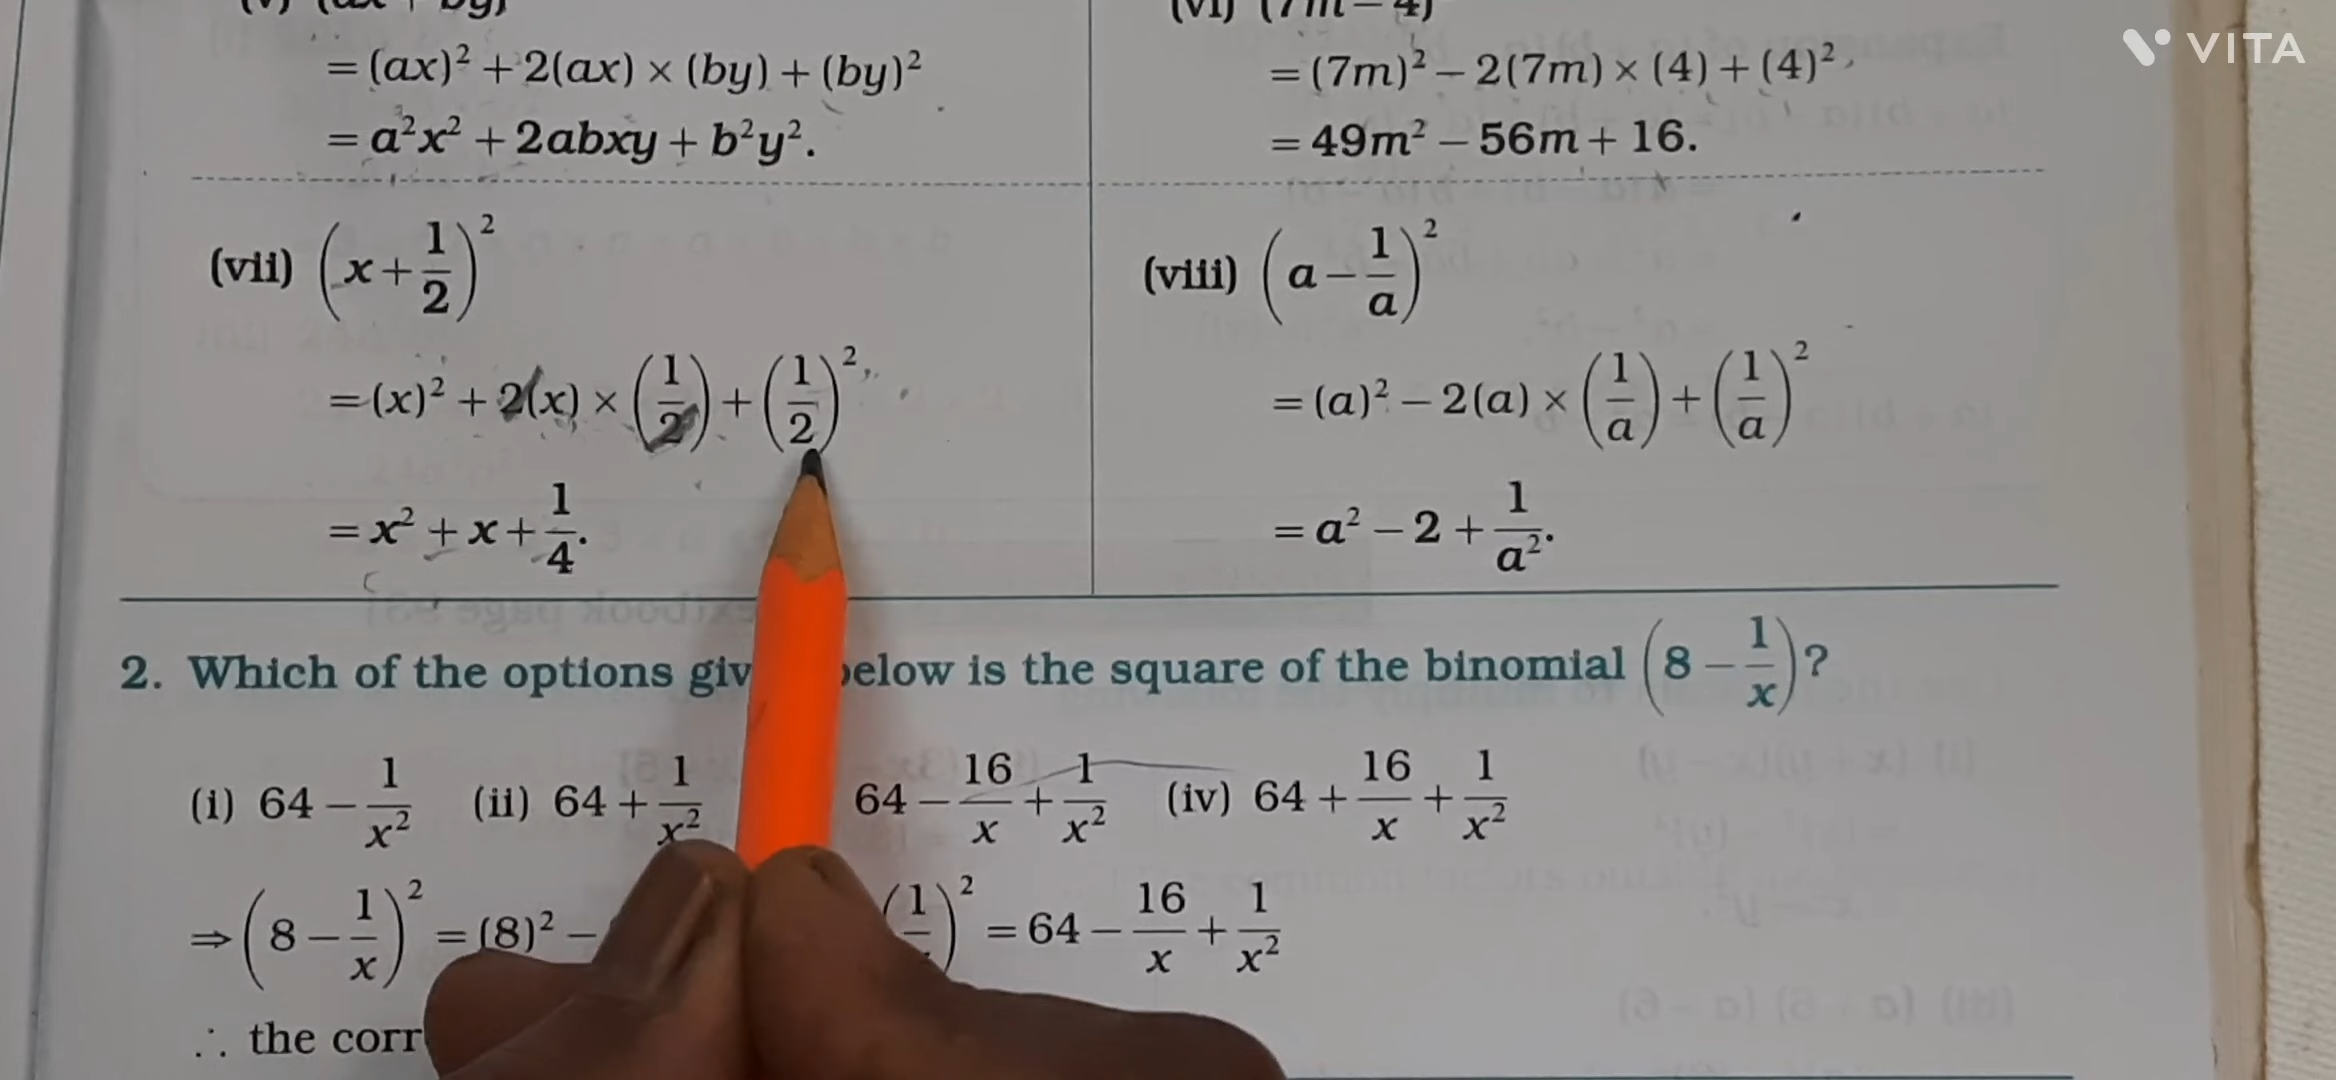 VITA
= (ax)² + 2(ax) × (by) + (by)²
= a²x² + 2abxy + b²y².
(vi) (7m − 4)
= (7m)² − 2(7m) × (4) + (4)²
= 49m² − 56m + 16.
(vii) (x + 1/2)²
= (x)² + 2(x) × (1/2) + (1/2)²
= x² + x + 1/4.
(viii) (a − 1/a)²
= (a)² − 2(a) × (1/a) + (1/a)²
= a² − 2 + 1/a².
2. Which of the options is the square of the binomial (8 − 1/x)?
(i) 64 − 1/x² (ii) 64 + 1/x² 64 − 16/x + 1/x² (iv) 64 + 16/x + 1/x²
⇒ (8 − 1/x)² = (8)² − )² = 64 − 16/x + 1/x²
∴ the